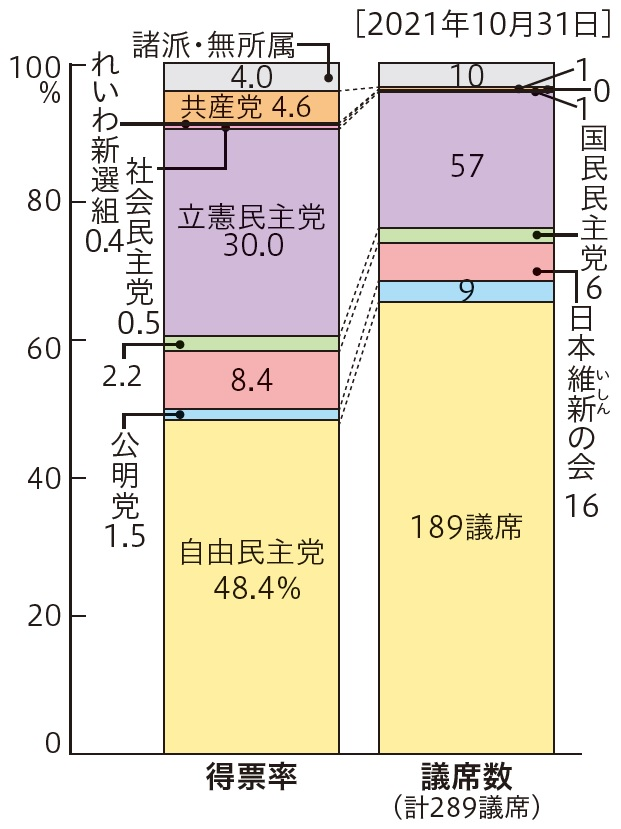 ［2021年10月31日］
諸派・無所属
100
%
80
60
40
20
0
れいわ新選組
0.4
社会民主党
0.5
2.2
公明党
1.5
4.0
共産党 4.6
立憲民主党
30.0
8.4
自由民主党
48.4%
得票率
10
1
0
1
57
国民民主党
6
9
日本維新の会
いしん
16
189議席
議席数
（計289議席）